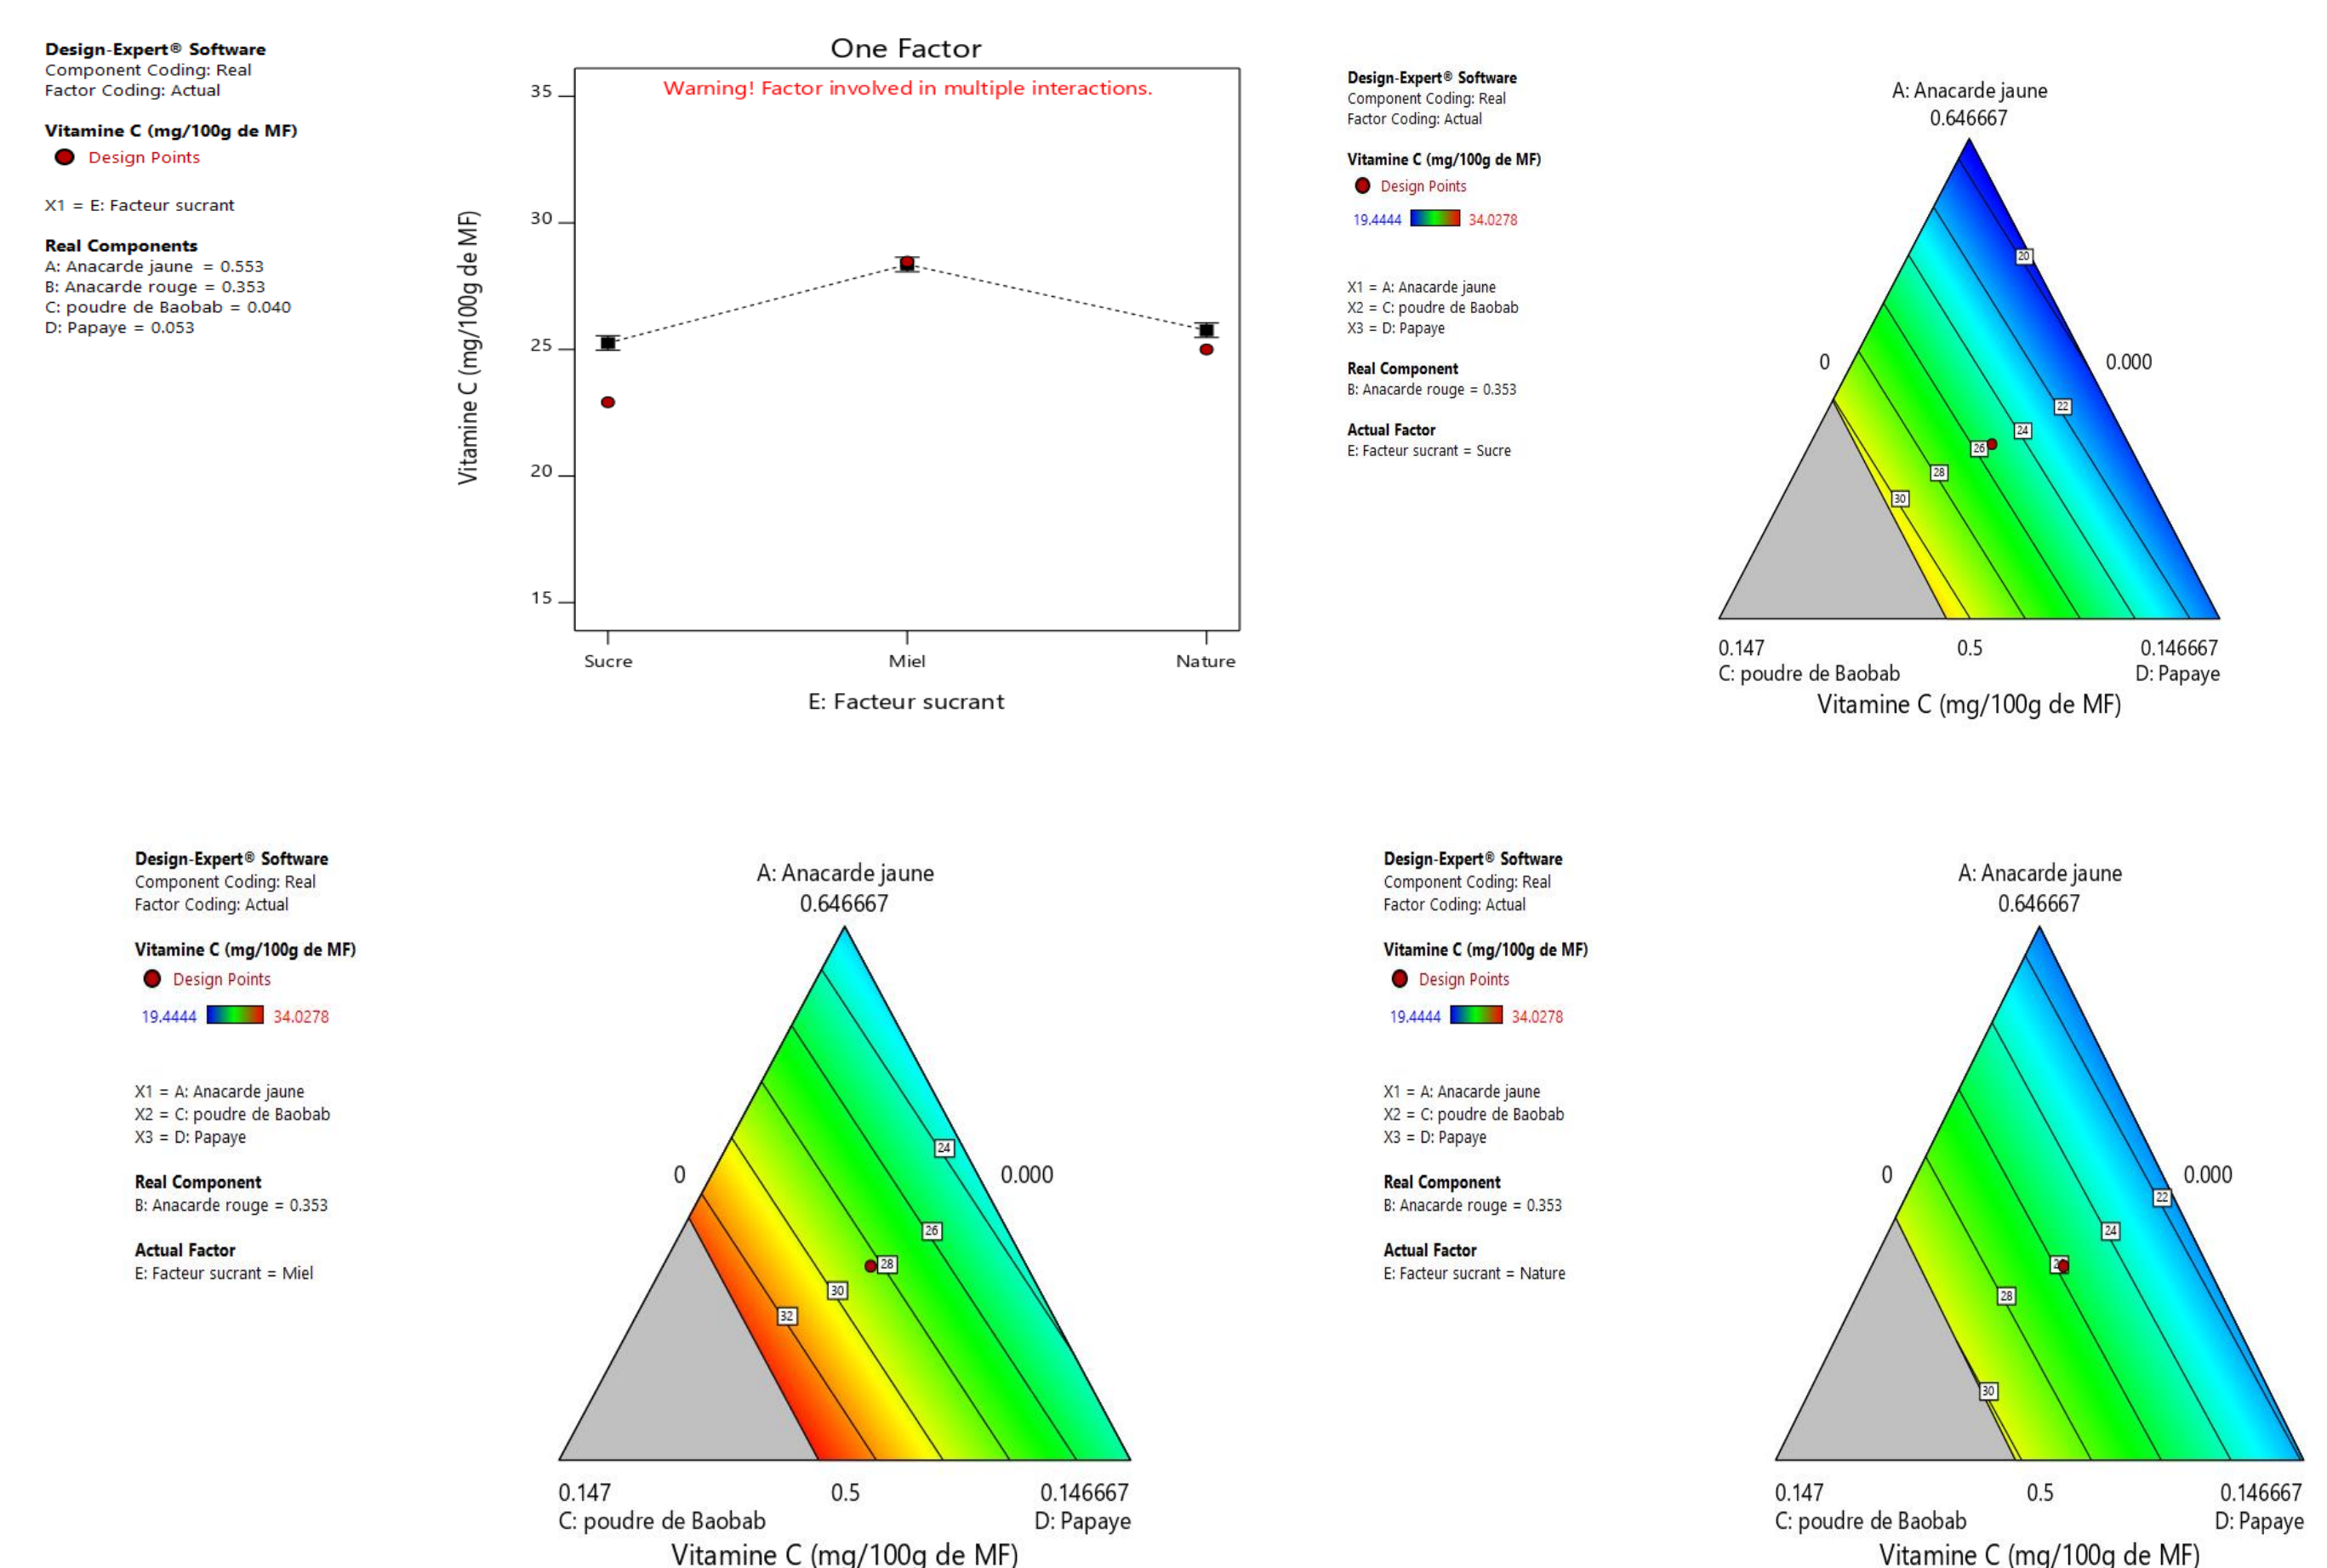 Design-Expert® Software
Component Coding: Real
Factor Coding: Actual
Vitamine C (mg/100g de MF)
Design Points
X1 = E: Facteur sucrant
Real Components
A: Anacarde jaune = 0.553
B: Anacarde rouge = 0.353
C: poudre de Baobab = 0.040
D: Papaye = 0.053
One Factor
Warning! Factor involved in multiple interactions.
Vitamine C (mg/100g de MF)
35
30
25
20
15
Sucre Miel Nature
E: Facteur sucrant
Design-Expert® Software
Component Coding: Real
Factor Coding: Actual
Vitamine C (mg/100g de MF)
Design Points
19.4444 34.0278
X1 = A: Anacarde jaune
X2 = C: poudre de Baobab
X3 = D: Papaye
Real Component
B: Anacarde rouge = 0.353
Actual Factor
E: Facteur sucrant = Sucre
A: Anacarde jaune
0.646667
20
0 0.000
22
24
26
28
30
0.147 0.5 0.146667
C: poudre de Baobab D: Papaye
Vitamine C (mg/100g de MF)
Design-Expert® Software
Component Coding: Real
Factor Coding: Actual
Vitamine C (mg/100g de MF)
Design Points
19.4444 34.0278
X1 = A: Anacarde jaune
X2 = C: poudre de Baobab
X3 = D: Papaye
Real Component
B: Anacarde rouge = 0.353
Actual Factor
E: Facteur sucrant = Miel
A: Anacarde jaune
0.646667
24
0 0.000
26
28
30
32
0.147 0.5 0.146667
C: poudre de Baobab D: Papaye
Vitamine C (mg/100g de MF)
Design-Expert® Software
Component Coding: Real
Factor Coding: Actual
Vitamine C (mg/100g de MF)
Design Points
19.4444 34.0278
X1 = A: Anacarde jaune
X2 = C: poudre de Baobab
X3 = D: Papaye
Real Component
B: Anacarde rouge = 0.353
Actual Factor
E: Facteur sucrant = Nature
A: Anacarde jaune
0.646667
0 0.000
22
24
28
30
0.147 0.5 0.146667
C: poudre de Baobab D: Papaye
Vitamine C (mg/100g de MF)